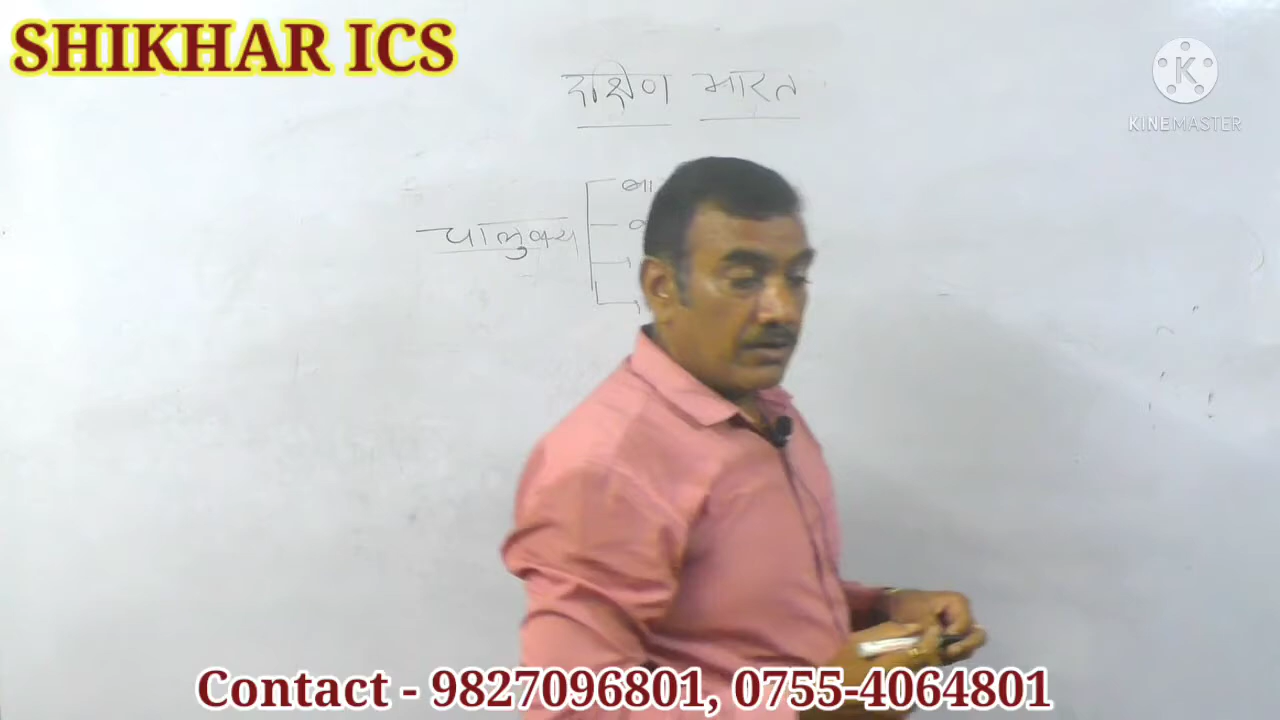 SHIKHAR ICS
दक्षिण भारत
KINEMASTER
चालुक्य
Contact - 9827096801, 0755-4064801